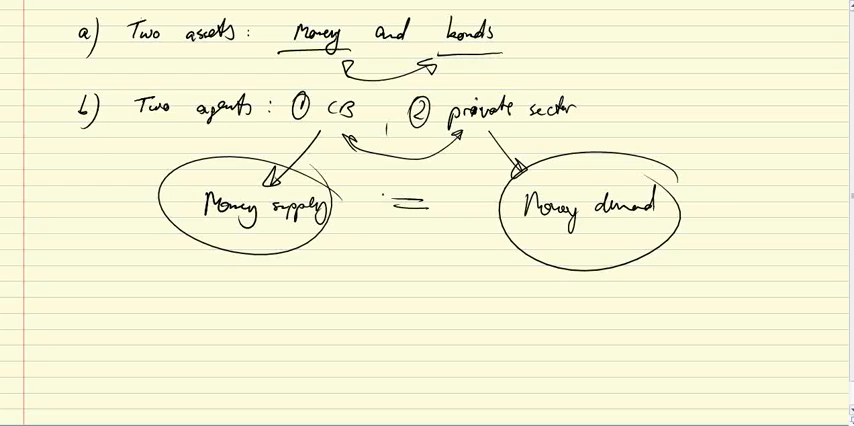 a) Two assets: Money and bonds
b) Two agents: ① CB, ② private sector
Money supply = Money demand